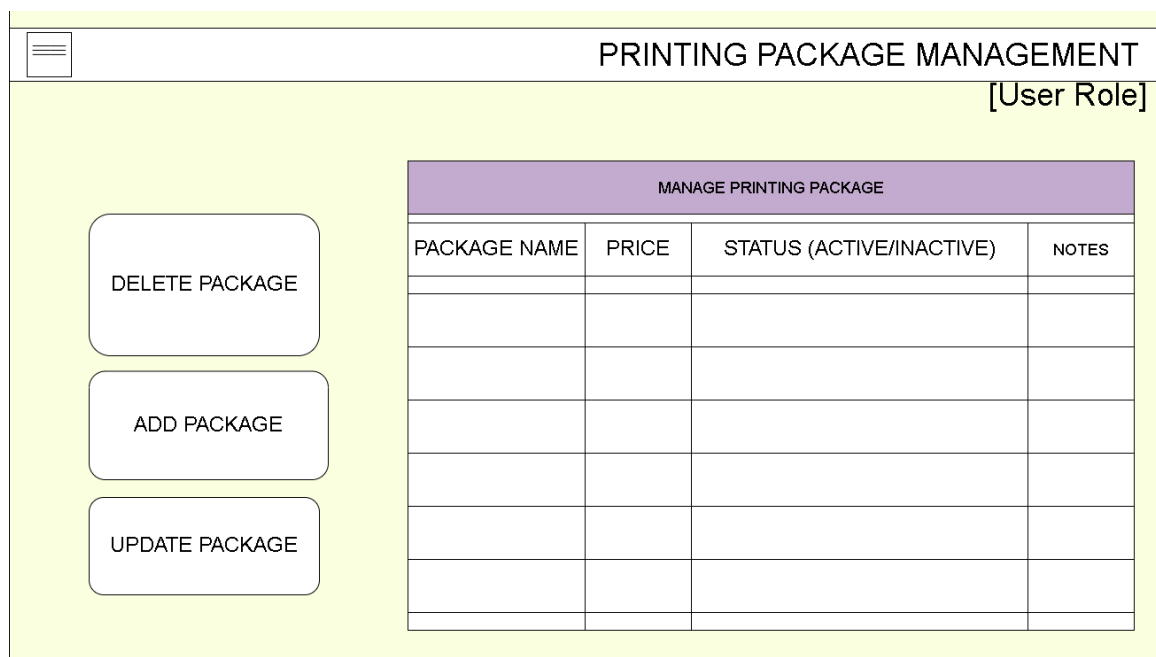 PRINTING PACKAGE MANAGEMENT
[User Role]
MANAGE PRINTING PACKAGE
PACKAGE NAME PRICE STATUS (ACTIVE/INACTIVE) NOTES
DELETE PACKAGE
ADD PACKAGE
UPDATE PACKAGE